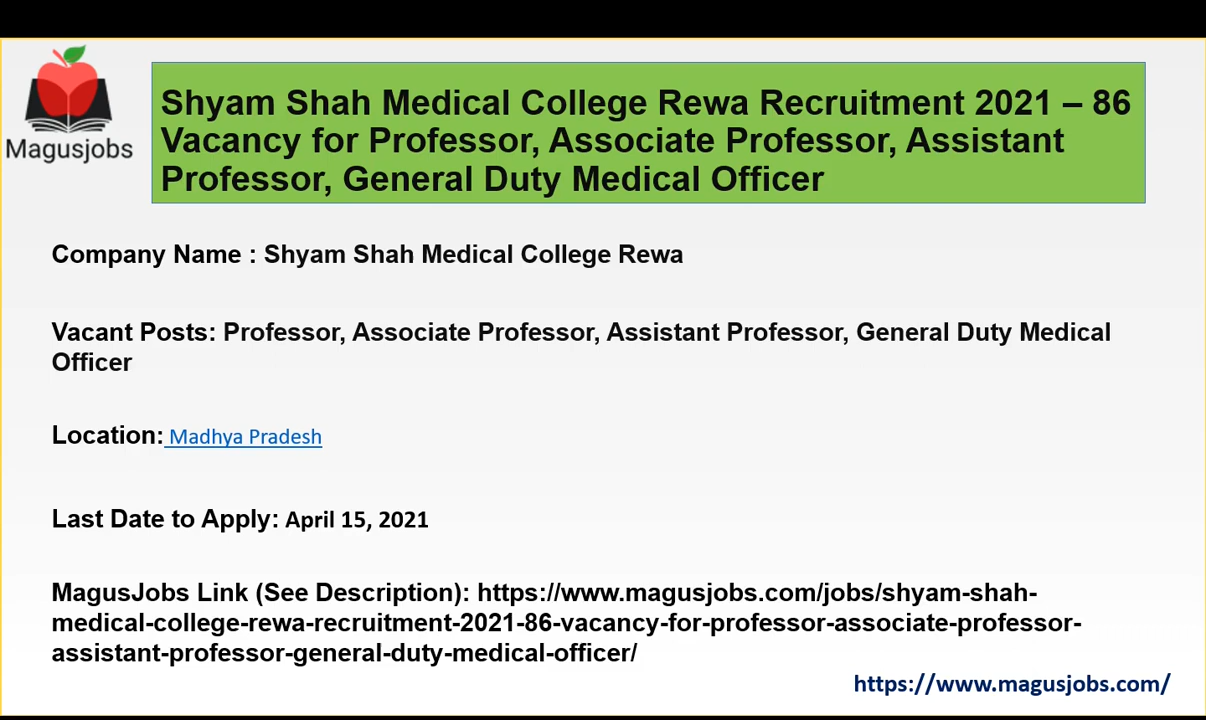 Magusjobs
Shyam Shah Medical College Rewa Recruitment 2021 – 86
Vacancy for Professor, Associate Professor, Assistant
Professor, General Duty Medical Officer
Company Name : Shyam Shah Medical College Rewa
Vacant Posts: Professor, Associate Professor, Assistant Professor, General Duty Medical
Officer
Location: Madhya Pradesh
Last Date to Apply: April 15, 2021
MagusJobs Link (See Description): https://www.magusjobs.com/jobs/shyam-shah-
medical-college-rewa-recruitment-2021-86-vacancy-for-professor-associate-professor-
assistant-professor-general-duty-medical-officer/
https://www.magusjobs.com/